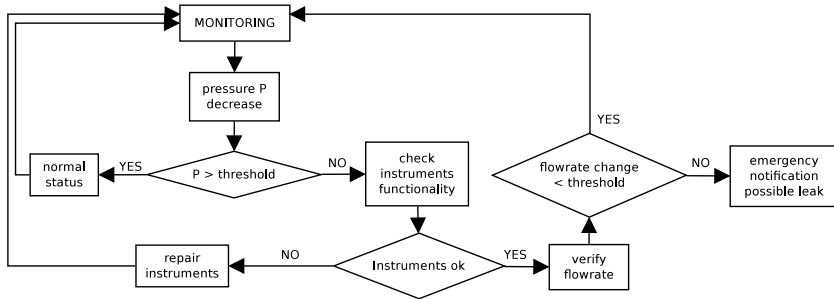 MONITORING
pressure P
decrease
P > threshold
YES
normal
status
NO
check
instruments
functionality
Instruments ok
NO
repair
instruments
YES
verify
flowrate
flowrate change
< threshold
YES
NO
emergency
notification
possible leak